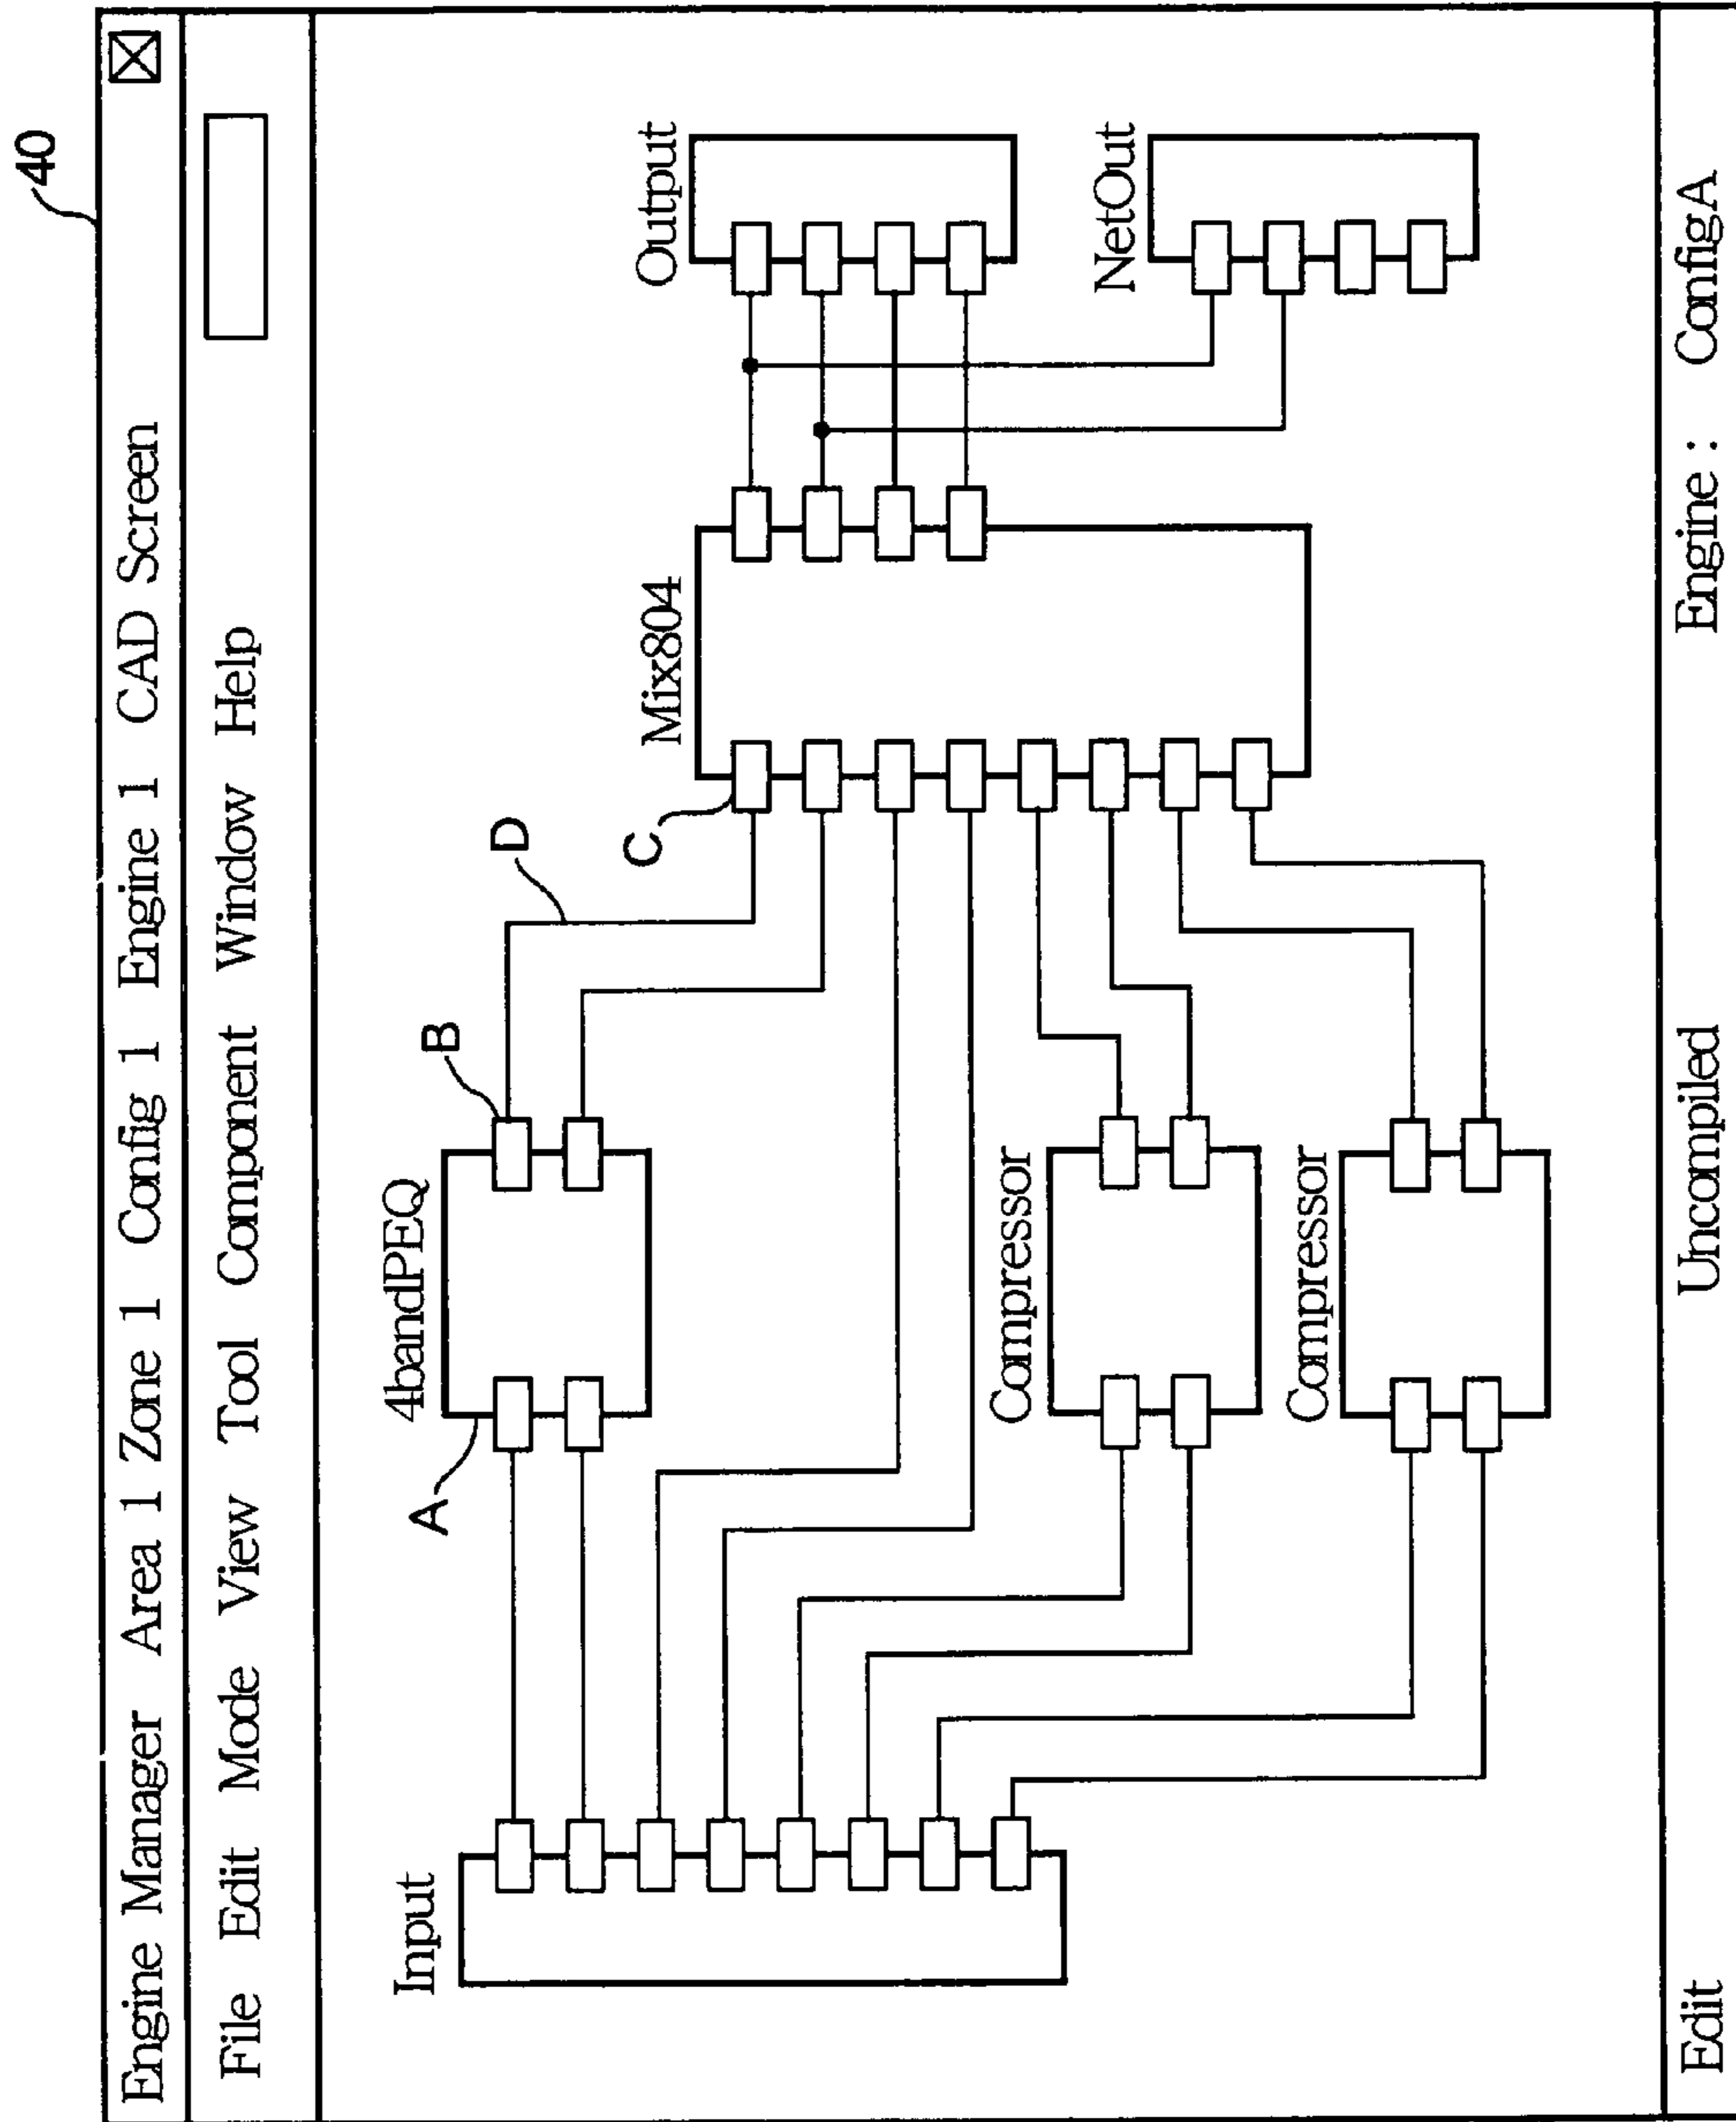 40
Engine Manager Area 1 Zone 1 Config 1 Engine 1 CAD Screen
File Edit Mode View Tool Component Window Help
Input
4bandPEQ
A
B
D
C
Mix804
Output
NetOut
Compressor
Compressor
Edit Uncompiled Engine : ConfigA